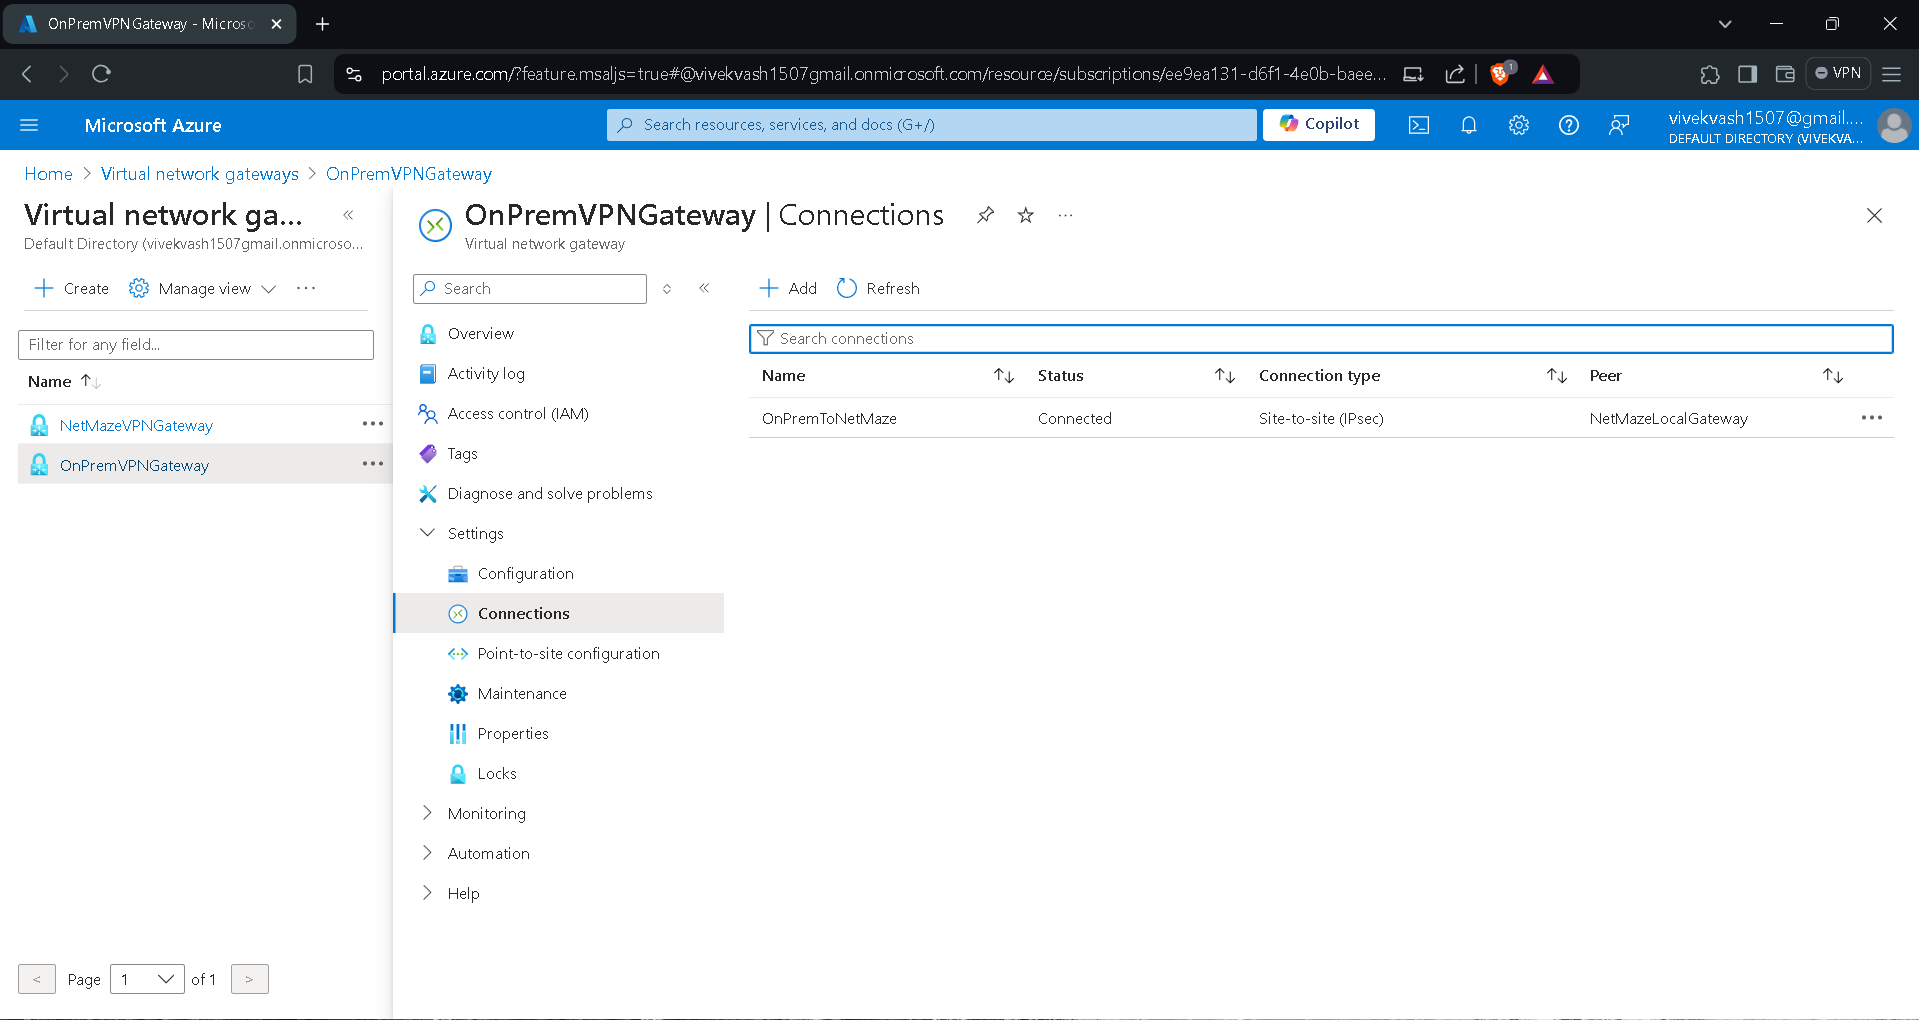 OnPremVPNGateway - Micros
portal.azure.com/?feature.msaljs=true#@vivekvash1507gmail.onmicrosoft.com/resource/subscriptions/ee9ea131-d6f1-4e0b-baee...
1
VPN
Microsoft Azure
Search resources, services, and docs (G+/)
Copilot
vivekvash1507@gmail....
DEFAULT DIRECTORY (VIVEKVA...
Home > Virtual network gateways > OnPremVPNGateway
Virtual network ga...
Default Directory (vivekvash1507gmail.onmicroso...
Create
Manage view
Filter for any field...
Name
NetMazeVPNGateway
OnPremVPNGateway
Page 1 of 1
OnPremVPNGateway | Connections
Virtual network gateway
Search
Overview
Activity log
Access control (IAM)
Tags
Diagnose and solve problems
Settings
Configuration
Connections
Point-to-site configuration
Maintenance
Properties
Locks
Monitoring
Automation
Help
Add
Refresh
Search connections
Name Status Connection type Peer
OnPremToNetMaze Connected Site-to-site (IPsec) NetMazeLocalGateway